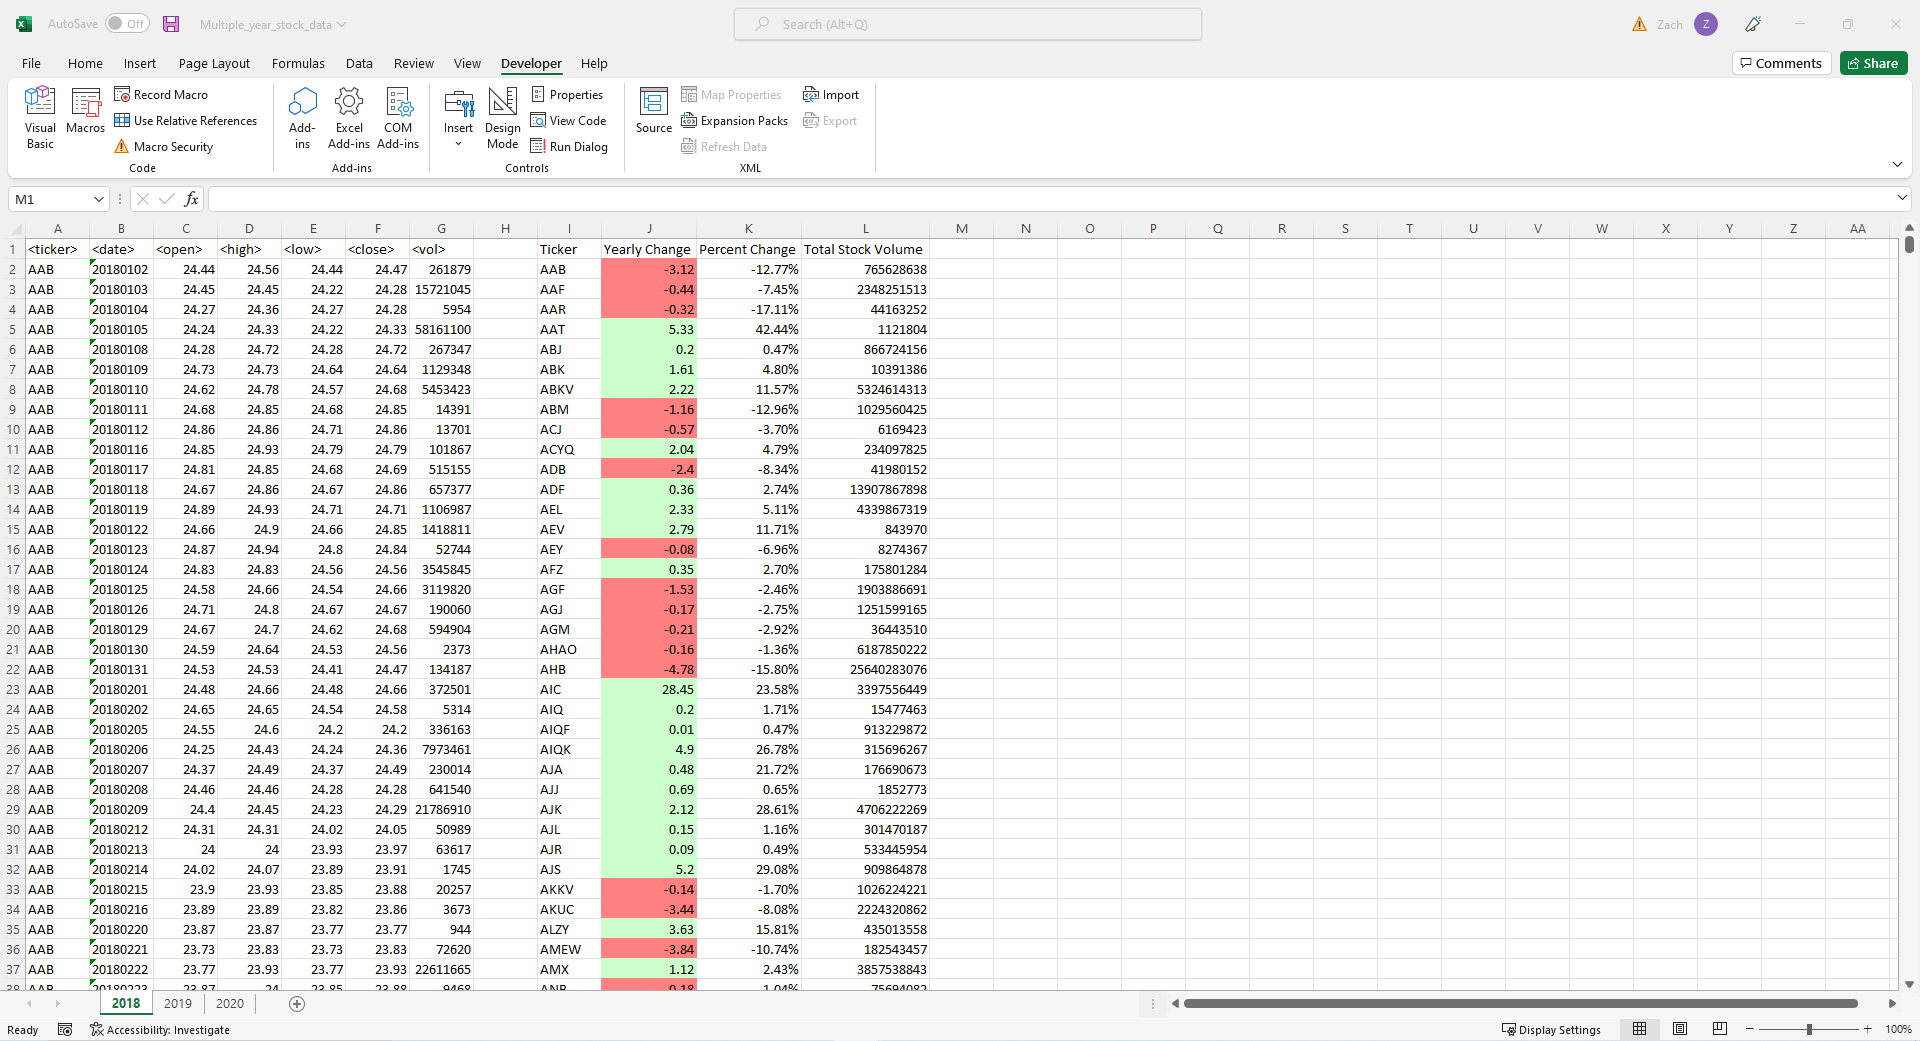 AutoSave Off Multiple_year_stock_data Search (Alt+Q) Zach Z
File Home Insert Page Layout Formulas Data Review View Developer Help Comments Share
Visual Basic Macros Record Macro Use Relative References Macro Security Code
Add-ins Excel Add-ins COM Add-ins Add-ins
Insert Design Mode Properties View Code Run Dialog Controls
Source Map Properties Expansion Packs Refresh Data Import Export XML
M1 fx
A B C D E F G H I J K L M N O P Q R S T U V W X Y Z AA
1 <ticker> <date> <open> <high> <low> <close> <vol> Ticker Yearly Change Percent Change Total Stock Volume
2 AAB 20180102 24.44 24.56 24.44 24.47 261879 AAB -3.12 -12.77% 765628638
3 AAB 20180103 24.45 24.45 24.22 24.28 15721045 AAF -0.44 -7.45% 2348251513
4 AAB 20180104 24.27 24.36 24.27 24.28 5954 AAR -0.32 -17.11% 44163252
5 AAB 20180105 24.24 24.33 24.22 24.33 58161100 AAT 5.33 42.44% 1121804
6 AAB 20180108 24.28 24.72 24.28 24.72 267347 ABJ 0.2 0.47% 866724156
7 AAB 20180109 24.73 24.73 24.64 24.64 1129348 ABK 1.61 4.80% 10391386
8 AAB 20180110 24.62 24.78 24.57 24.68 5453423 ABKV 2.22 11.57% 5324614313
9 AAB 20180111 24.68 24.85 24.68 24.85 14391 ABM -1.16 -12.96% 1029560425
10 AAB 20180112 24.86 24.86 24.71 24.86 13701 ACJ -0.57 -3.70% 6169423
11 AAB 20180116 24.85 24.93 24.79 24.79 101867 ACYQ 2.04 4.79% 234097825
12 AAB 20180117 24.81 24.85 24.68 24.69 515155 ADB -2.4 -8.34% 41980152
13 AAB 20180118 24.67 24.86 24.67 24.86 657377 ADF 0.36 2.74% 13907867898
14 AAB 20180119 24.89 24.93 24.71 24.71 1106987 AEL 2.33 5.11% 4339867319
15 AAB 20180122 24.66 24.9 24.66 24.85 1418811 AEV 2.79 11.71% 843970
16 AAB 20180123 24.87 24.94 24.8 24.84 52744 AEY -0.08 -6.96% 8274367
17 AAB 20180124 24.83 24.83 24.56 24.56 3545845 AFZ 0.35 2.70% 175801284
18 AAB 20180125 24.58 24.66 24.54 24.66 3119820 AGF -1.53 -2.46% 1903886691
19 AAB 20180126 24.71 24.8 24.67 24.67 190060 AGJ -0.17 -2.75% 1251599165
20 AAB 20180129 24.67 24.7 24.62 24.68 594904 AGM -0.21 -2.92% 36443510
21 AAB 20180130 24.59 24.64 24.53 24.56 2373 AHAO -0.16 -1.36% 6187850222
22 AAB 20180131 24.53 24.53 24.41 24.47 134187 AHB -4.78 -15.80% 25640283076
23 AAB 20180201 24.48 24.66 24.48 24.66 372501 AIC 28.45 23.58% 3397556449
24 AAB 20180202 24.65 24.65 24.54 24.58 5314 AIQ 0.2 1.71% 15477463
25 AAB 20180205 24.55 24.6 24.2 24.2 336163 AIQF 0.01 0.47% 913229872
26 AAB 20180206 24.25 24.43 24.24 24.36 7973461 AIQK 4.9 26.78% 315696267
27 AAB 20180207 24.37 24.49 24.37 24.49 230014 AJA 0.48 21.72% 176690673
28 AAB 20180208 24.46 24.46 24.28 24.28 641540 AJJ 0.69 0.65% 1852773
29 AAB 20180209 24.4 24.45 24.23 24.29 21786910 AJK 2.12 28.61% 4706222269
30 AAB 20180212 24.31 24.31 24.02 24.05 50989 AJL 0.15 1.16% 301470187
31 AAB 20180213 24 24 23.93 23.97 63617 AJR 0.09 0.49% 533445954
32 AAB 20180214 24.02 24.07 23.89 23.91 1745 AJS 5.2 29.08% 909864878
33 AAB 20180215 23.9 23.93 23.85 23.88 20257 AKKV -0.14 -1.70% 1026224221
34 AAB 20180216 23.89 23.89 23.82 23.86 3673 AKUC -3.44 -8.08% 2224320862
35 AAB 20180220 23.87 23.87 23.77 23.77 944 ALZY 3.63 15.81% 435013558
36 AAB 20180221 23.73 23.83 23.73 23.83 72620 AMEW -3.84 -10.74% 182543457
37 AAB 20180222 23.77 23.93 23.77 23.93 22611665 AMX 1.12 2.43% 3857538843
2018 2019 2020
Ready Accessibility: Investigate Display Settings 100%